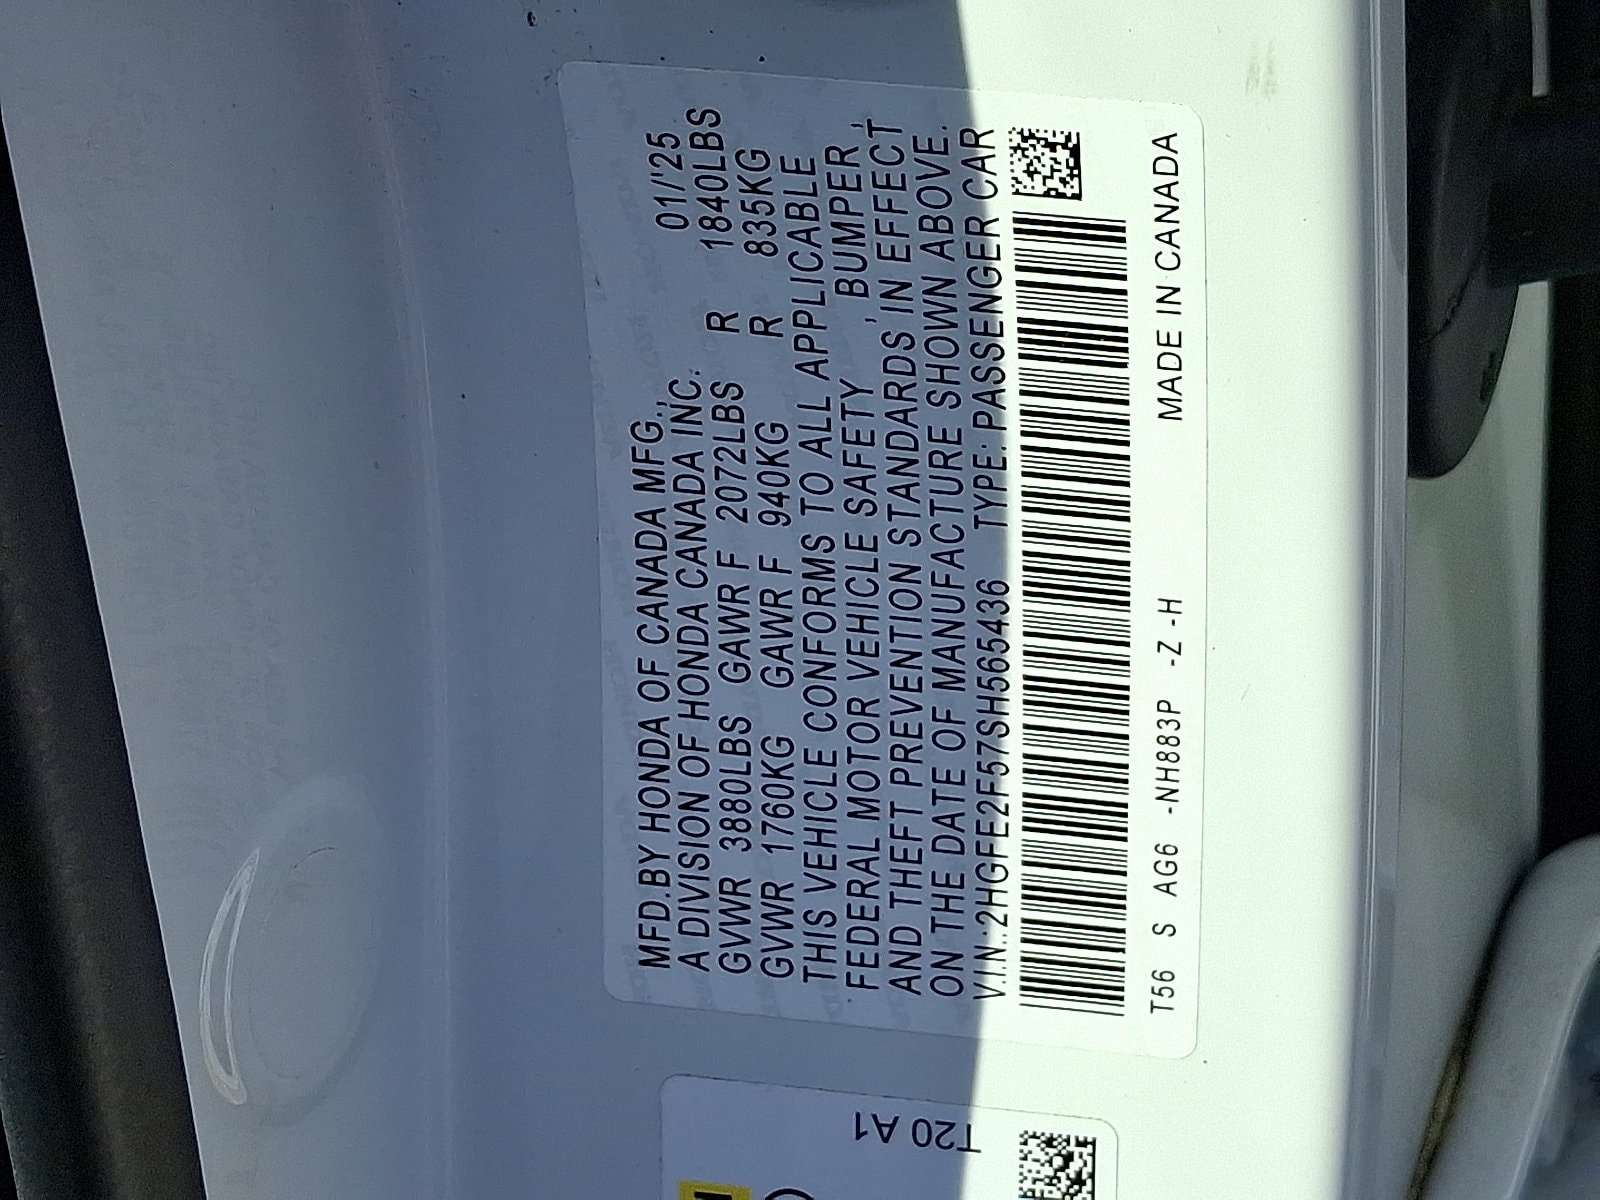 MFD.BY HONDA OF CANADA MFG., 01/'25
A DIVISION OF HONDA CANADA INC.
GVWR 3880LBS GAWR F 2072LBS R 1840LBS
GVWR 1760KG GAWR F 940KG R 835KG
THIS VEHICLE CONFORMS TO ALL APPLICABLE
FEDERAL MOTOR VEHICLE SAFETY , BUMPER ,
AND THEFT PREVENTION STANDARDS IN EFFECT
ON THE DATE OF MANUFACTURE SHOWN ABOVE.
V.I.N.:2HGFE2F57SH565436 TYPE: PASSENGER CAR
T56 S AG6 -NH883P -Z -H MADE IN CANADA
T20 A1